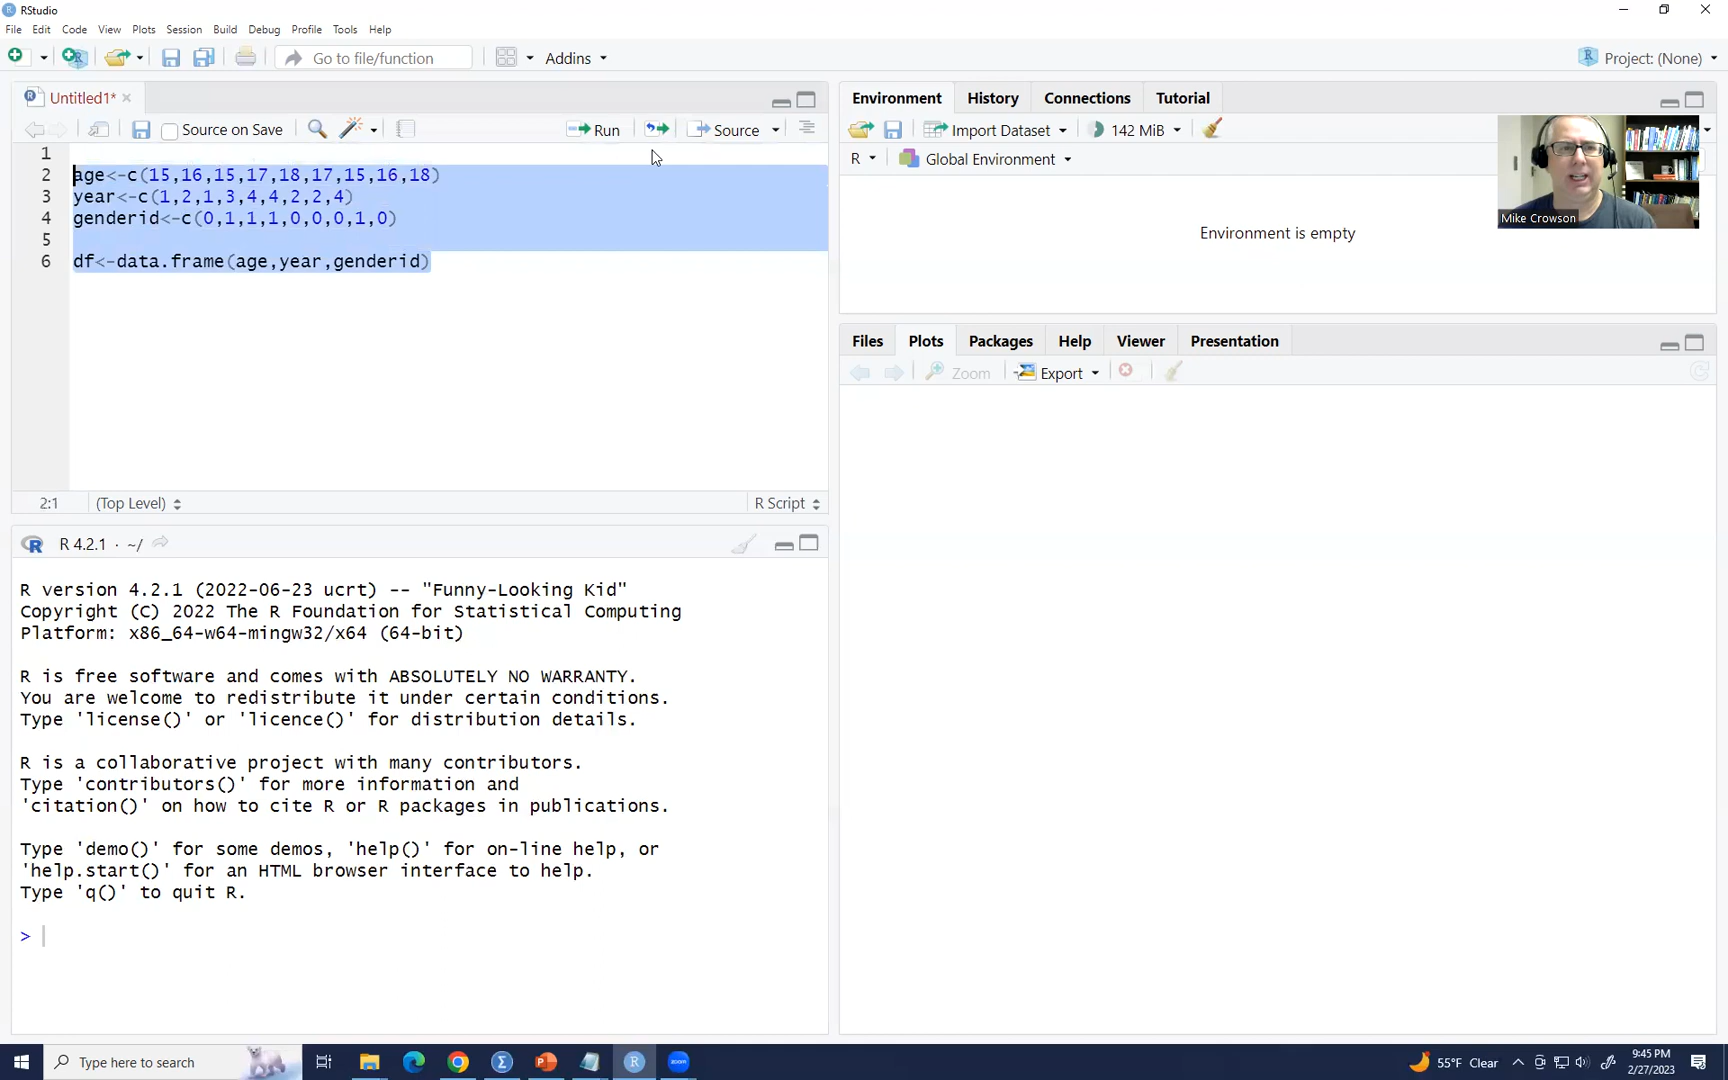 RStudio
File Edit Code View Plots Session Build Debug Profile Tools Help
Go to file/function Addins Project: (None)
Untitled1*
Source on Save Run Source
1
2 age<-c(15,16,15,17,18,17,15,16,18)
3 year<-c(1,2,1,3,4,4,2,2,4)
4 genderid<-c(0,1,1,1,0,0,0,1,0)
5
6 df<-data.frame(age,year,genderid)
2:1 (Top Level) R Script
R 4.2.1 · ~/
R version 4.2.1 (2022-06-23 ucrt) -- "Funny-Looking Kid"
Copyright (C) 2022 The R Foundation for Statistical Computing
Platform: x86_64-w64-mingw32/x64 (64-bit)
R is free software and comes with ABSOLUTELY NO WARRANTY.
You are welcome to redistribute it under certain conditions.
Type 'license()' or 'licence()' for distribution details.
R is a collaborative project with many contributors.
Type 'contributors()' for more information and
'citation()' on how to cite R or R packages in publications.
Type 'demo()' for some demos, 'help()' for on-line help, or
'help.start()' for an HTML browser interface to help.
Type 'q()' to quit R.
>
Environment History Connections Tutorial
Import Dataset 142 MiB
R Global Environment
Environment is empty
Mike Crowson
Files Plots Packages Help Viewer Presentation
Zoom Export
Type here to search
zoom
55°F Clear
9:45 PM
2/27/2023